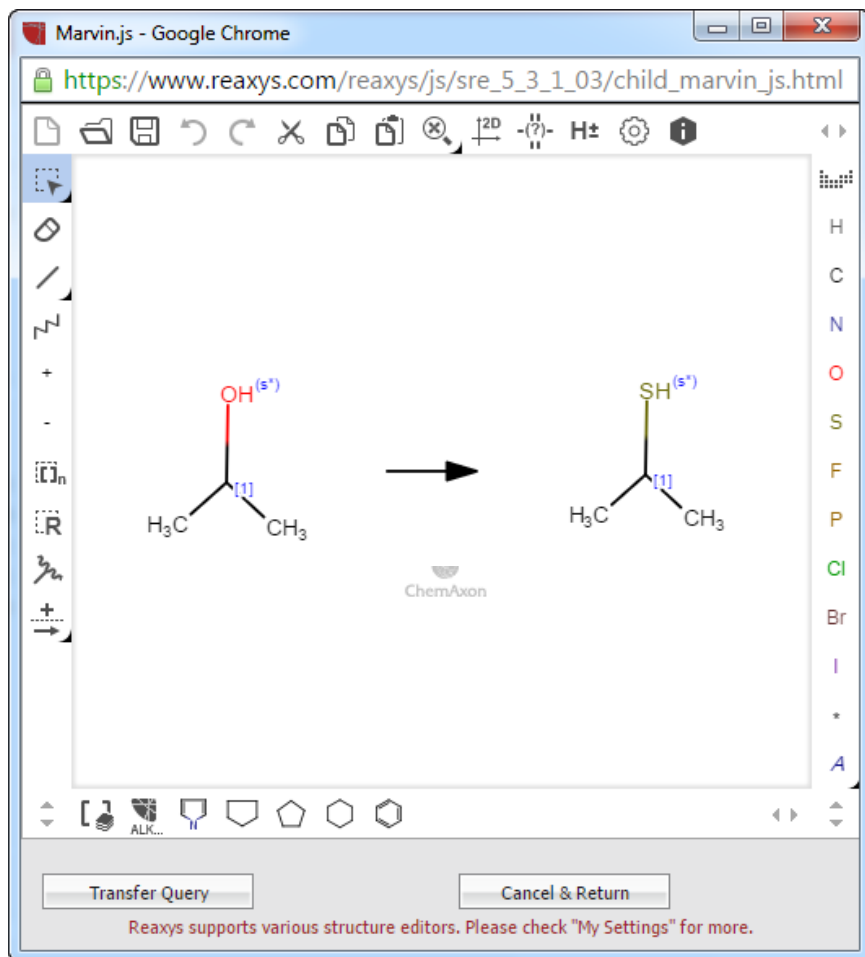 Marvin.js - Google Chrome
https://www.reaxys.com/reaxys/js/sre_5_3_1_03/child_marvin_js.html
2D
-(?)-
H±
i
H
C
N
+
O
-
S
[ ]n
F
R
P
Cl
+
Br
I
*
A
OH(s*)
[1]
H3C
CH3
SH(s*)
[1]
H3C
CH3
ChemAxon
ALK...
N
Transfer Query
Cancel & Return
Reaxys supports various structure editors. Please check "My Settings" for more.